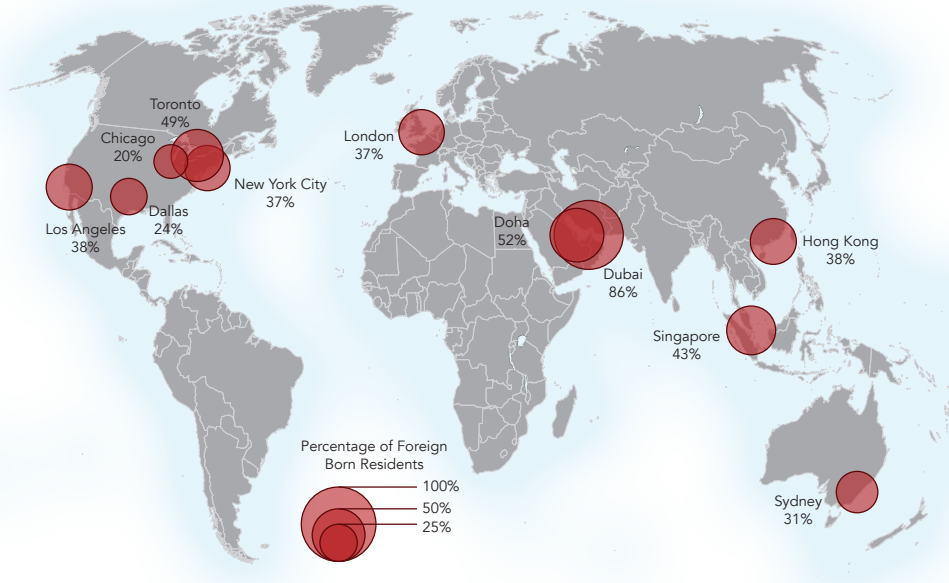 Toronto
49%
Chicago
20%
New York City
37%
Los Angeles
38%
Dallas
24%
London
37%
Doha
52%
Dubai
86%
Hong Kong
38%
Singapore
43%
Sydney
31%
Percentage of Foreign
Born Residents
100%
50%
25%